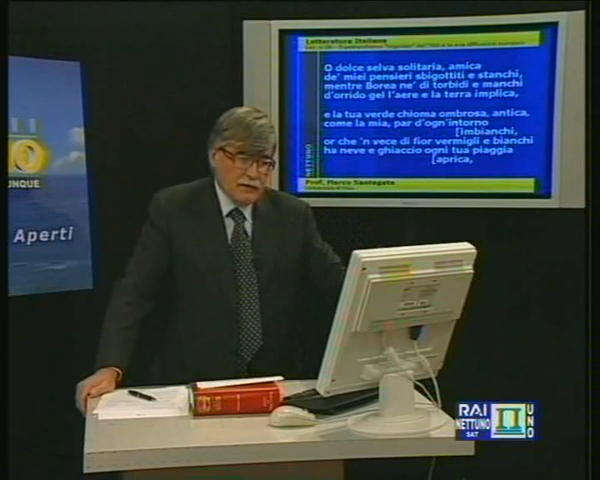 Letteratura Italiana
O dolce selva solitaria, amica
de' miei pensieri sbigottiti e stanchi,
mentre Borea ne' dì torbidi e manchi
d'orrido gel l'aere e la terra implica,
e la tua verde chioma ombrosa, antica,
come la mia, par d'ogn'intorno
[imbianchi,
or che 'n vece di fior vermigli e bianchi
ha neve e ghiaccio ogni tua piaggia
[aprica,
NETTUNO
Prof. Marco Santagata
UNQUE
Aperti
RAI
NETTUNO
SAT
UNO